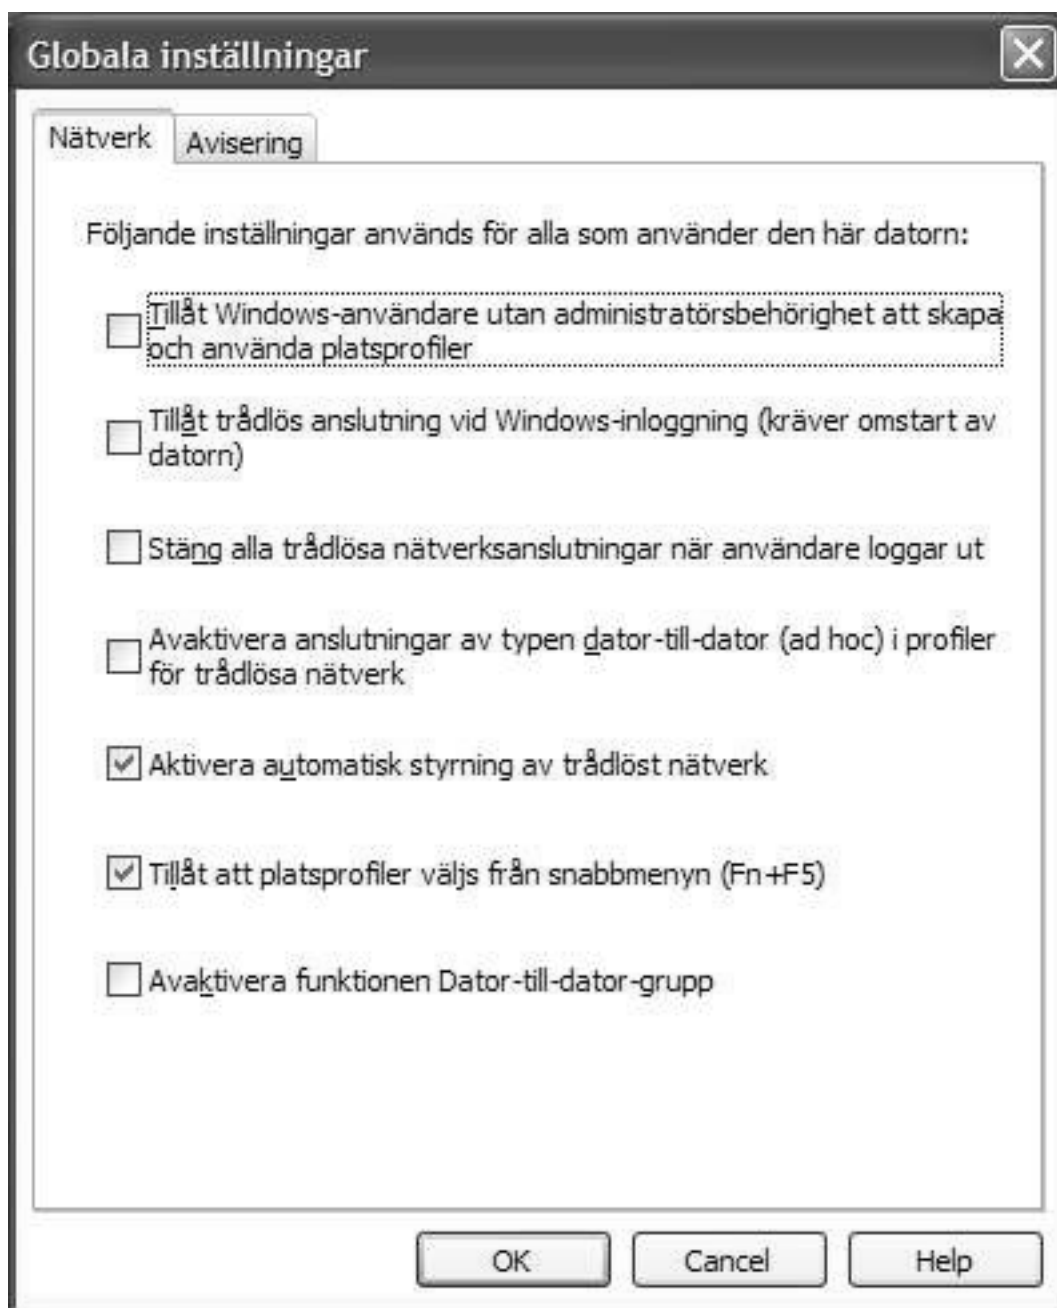 Globala inställningar
Nätverk
Avisering
Följande inställningar används för alla som använder den här datorn:
Tillåt Windows-användare utan administratörsbehörighet att skapa
och använda platsprofiler
Tillåt trådlös anslutning vid Windows-inloggning (kräver omstart av
datorn)
Stäng alla trådlösa nätverksanslutningar när användare loggar ut
Avaktivera anslutningar av typen dator-till-dator (ad hoc) i profiler
för trådlösa nätverk
Aktivera automatisk styrning av trådlöst nätverk
Tillåt att platsprofiler väljs från snabbmenyn (Fn+F5)
Avaktivera funktionen Dator-till-dator-grupp
OK
Cancel
Help